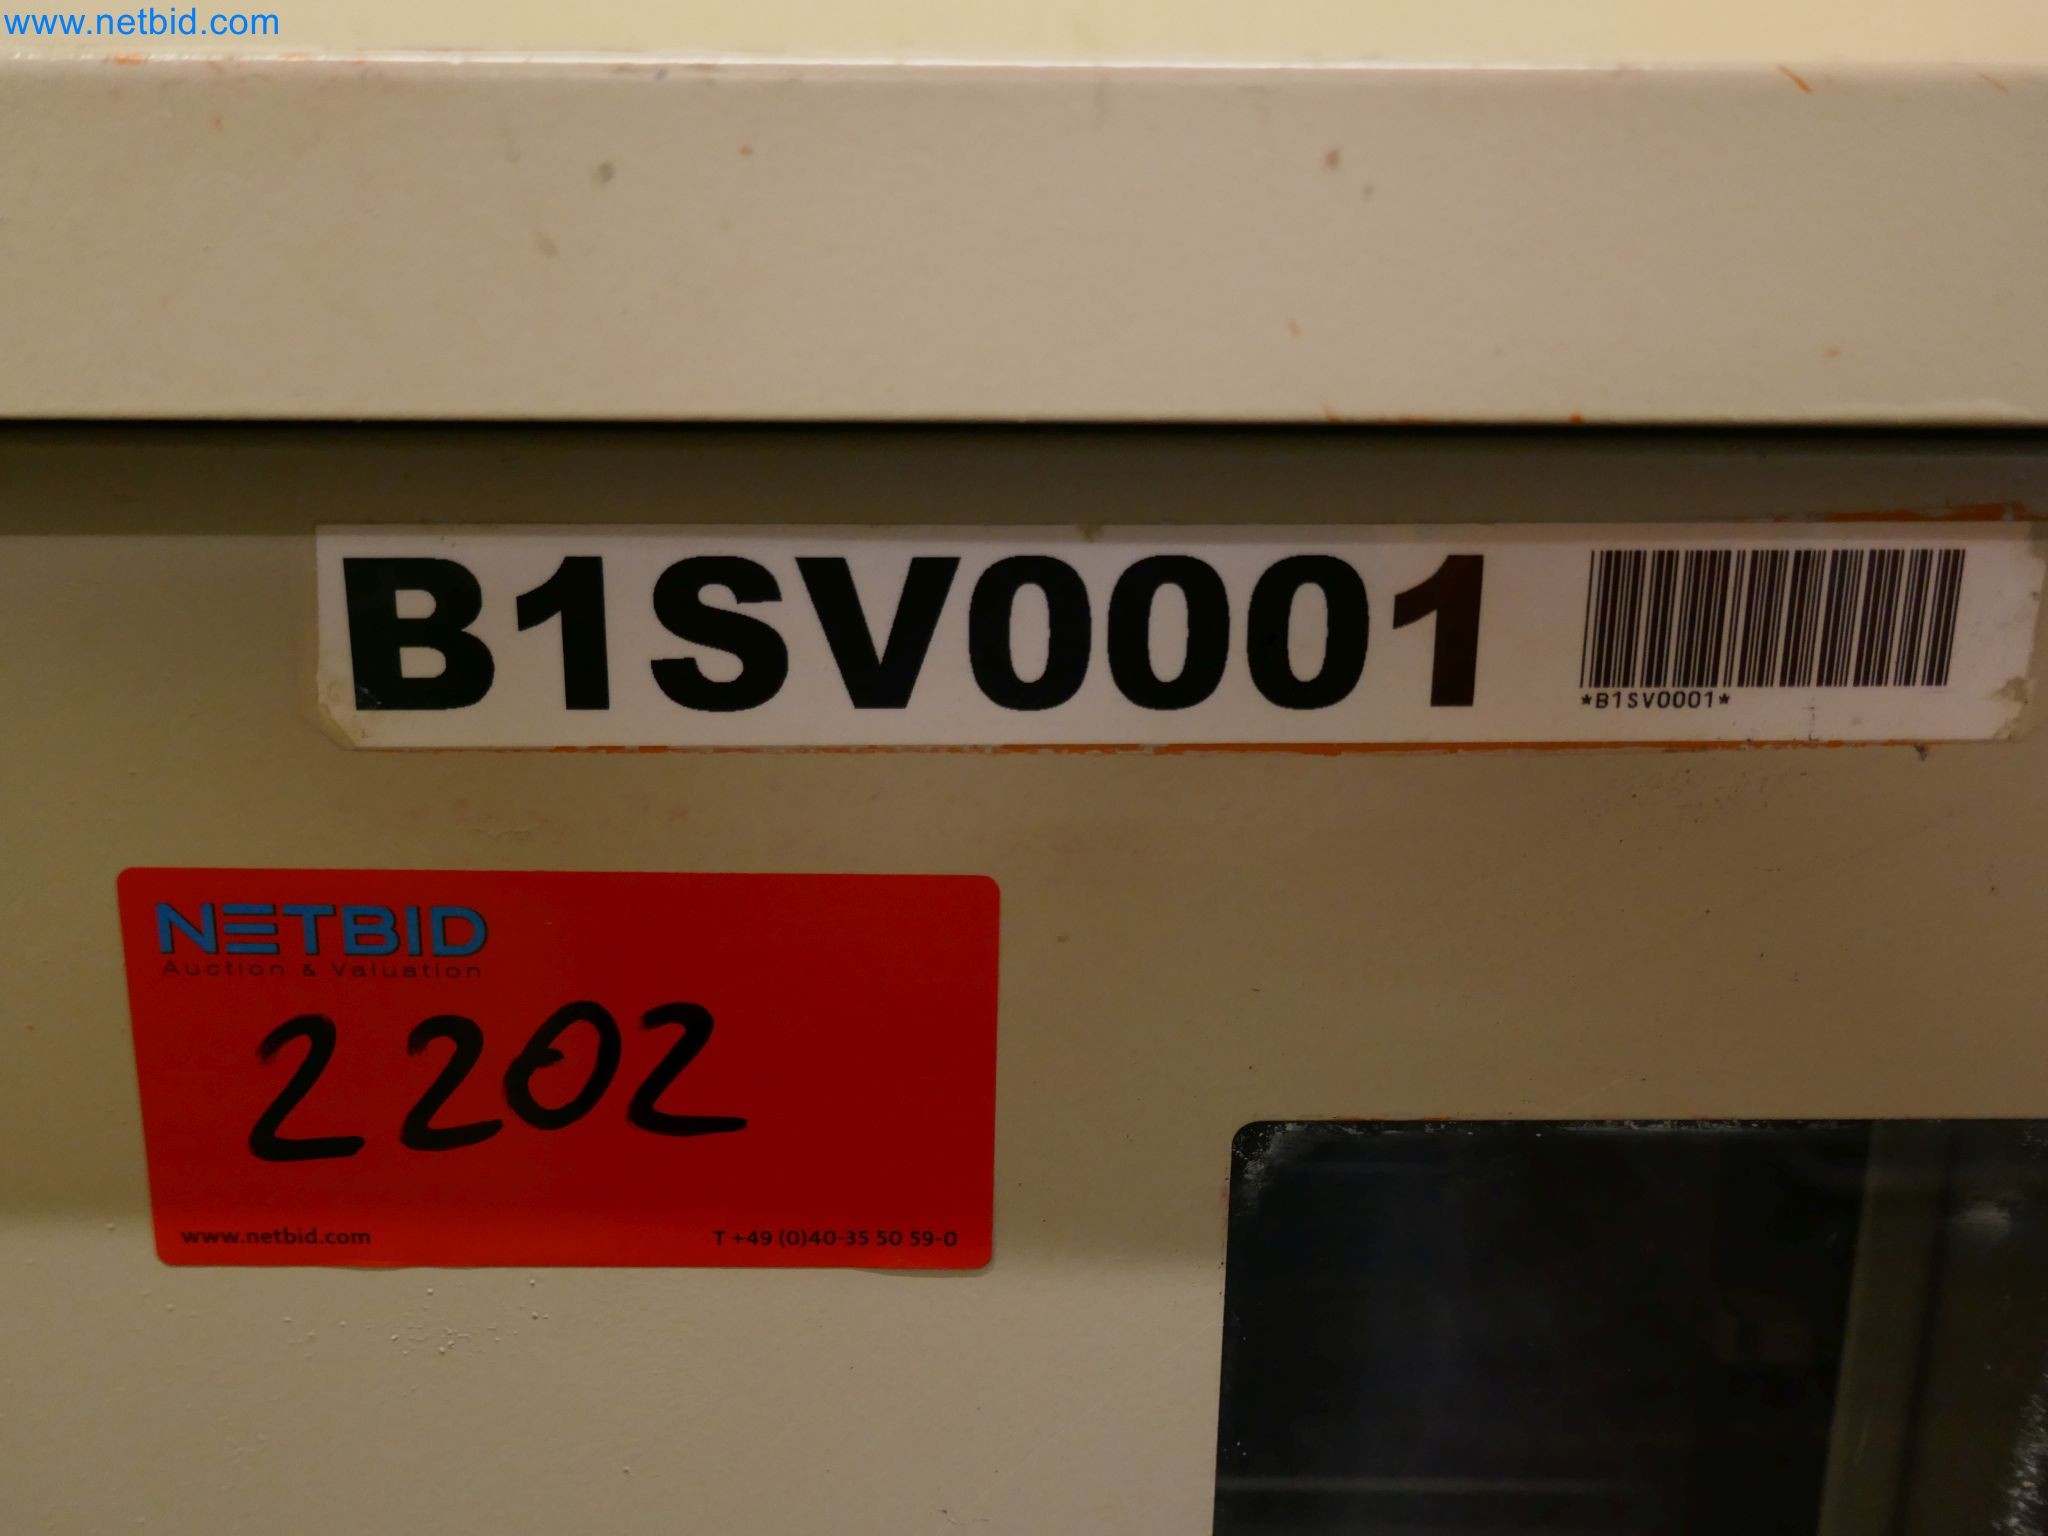 www.netbid.com
B1SV0001
*B1SV0001*
NETBID
Auction & Valuation
2202
www.netbid.com T +49 (0)40-35 50 59-0